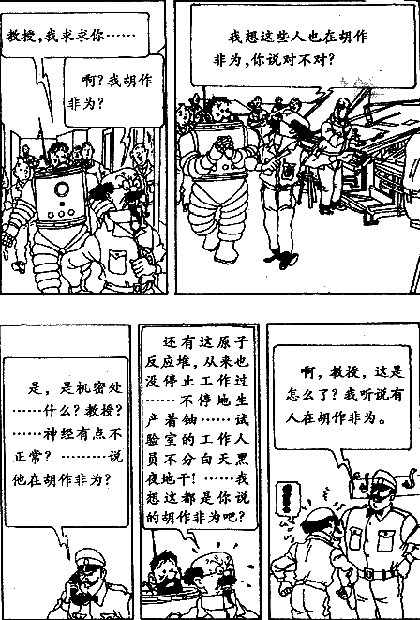 教授，我求求你……
啊？我胡作
非为？
我想这些人也在胡作
非为，你说对不对？
是，是机密处
……什么？教授？
……神经有点不
正常？………说
他在胡作非为？
还有这原子
反应堆，从来也
没停止工作过
……不停地生
产着铀……试
验室的工作人
员不分白天黑
夜地干！……我
想这都是你说
的胡作非为吧？
啊，教授，这是
怎么了？我听说有
人在胡作非为。